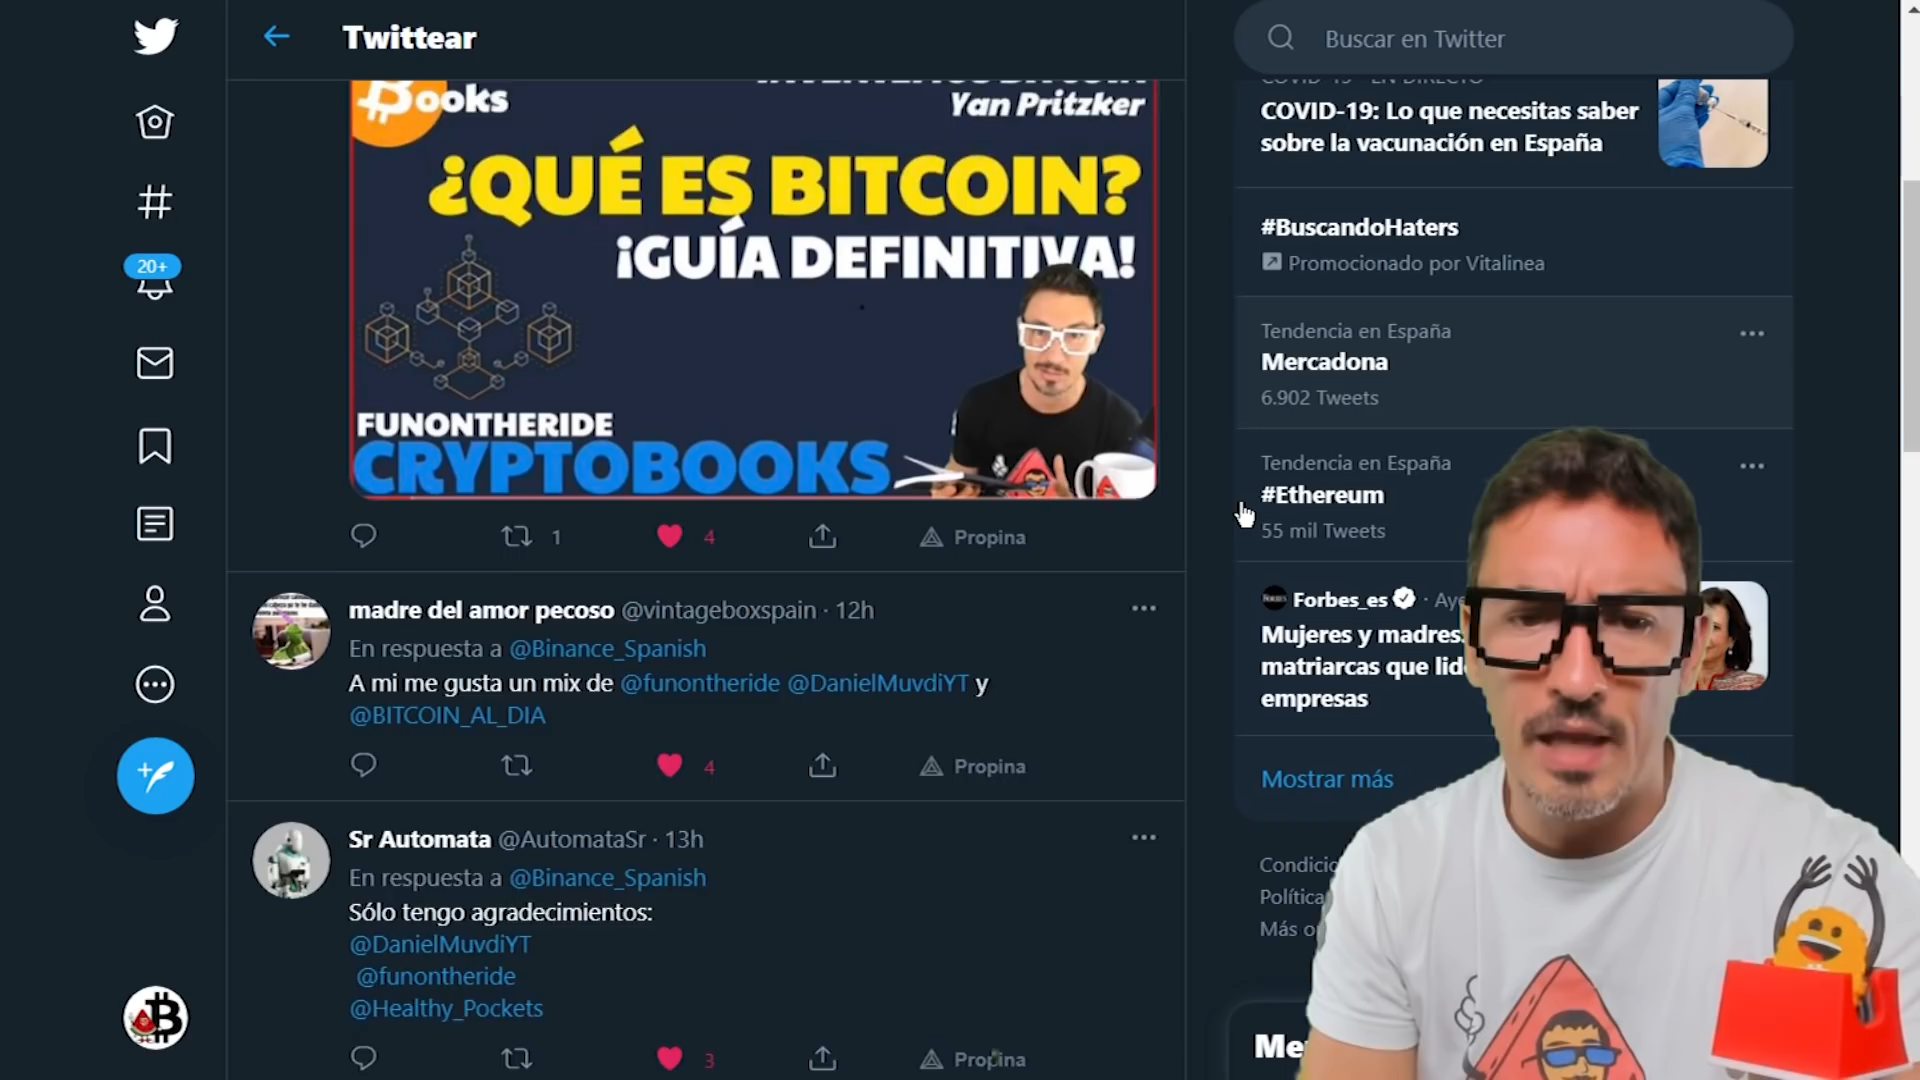 Twittear
Buscar en Twitter
Books
Yan Pritzker
¿QUÉ ES BITCOIN?
¡GUÍA DEFINITIVA!
FUNONTHERIDE
CRYPTOBOOKS
1
4
Propina
20+
madre del amor pecoso @vintageboxspain · 12h
En respuesta a @Binance_Spanish
A mi me gusta un mix de @funontheride @DanielMuvdiYT y
@BITCOIN_AL_DIA
4
Propina
Sr Automata @AutomataSr · 13h
En respuesta a @Binance_Spanish
Sólo tengo agradecimientos:
@DanielMuvdiYT
@funontheride
@Healthy_Pockets
3
Propina
COVID-19: Lo que necesitas saber
sobre la vacunación en España
#BuscandoHaters
Promocionado por Vitalinea
Tendencia en España
Mercadona
6.902 Tweets
Tendencia en España
#Ethereum
55 mil Tweets
Forbes_es
Mujeres y madres
matriarcas que
empresas
Mostrar más